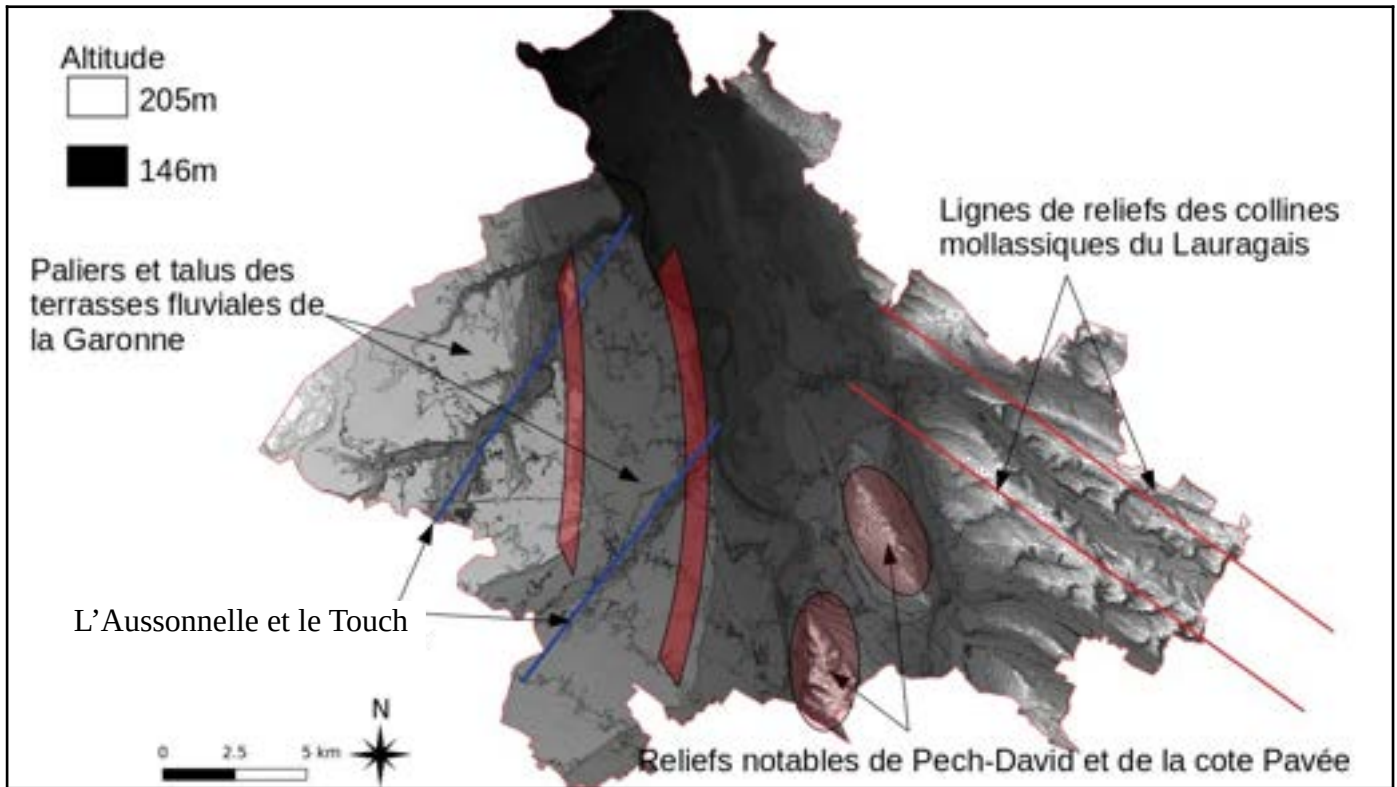 Altitude
205m
146m
Lignes de reliefs des collines
mollassiques du Lauragais
Paliers et talus des
terrasses fluviales de
la Garonne
L’Aussonnelle et le Touch
N
0 2.5 5 km
Reliefs notables de Pech-David et de la cote Pavée